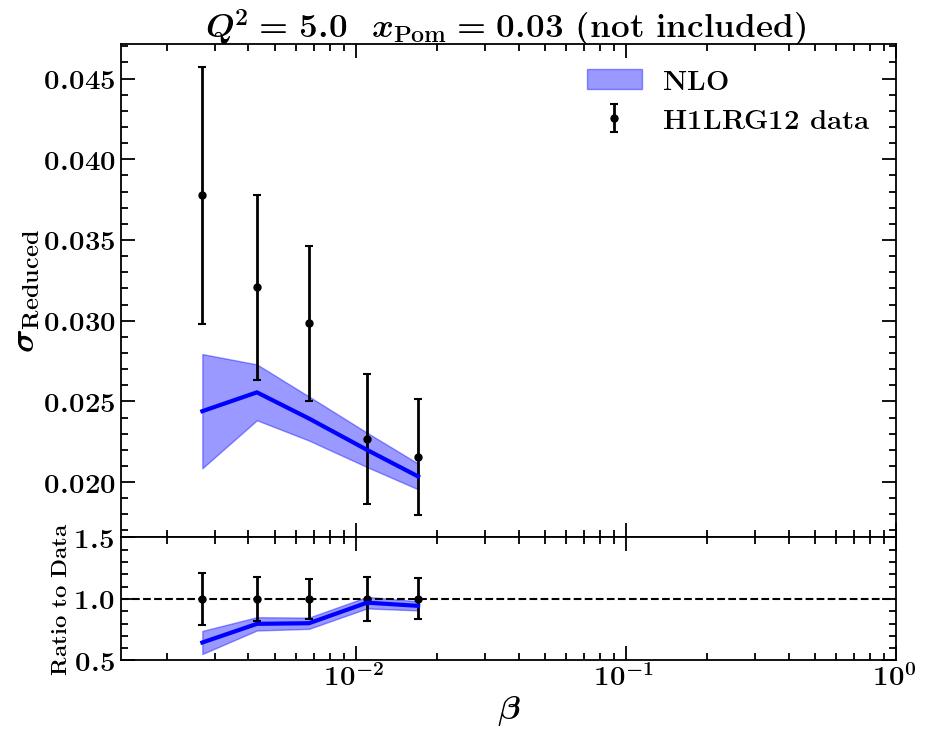 Q² = 5.0 x_Pom = 0.03 (not included)
NLO
H1LRG12 data
σ_Reduced
0.045
0.040
0.035
0.030
0.025
0.020
Ratio to Data
1.5
1.0
0.5
10⁻²
10⁻¹
10⁰
β